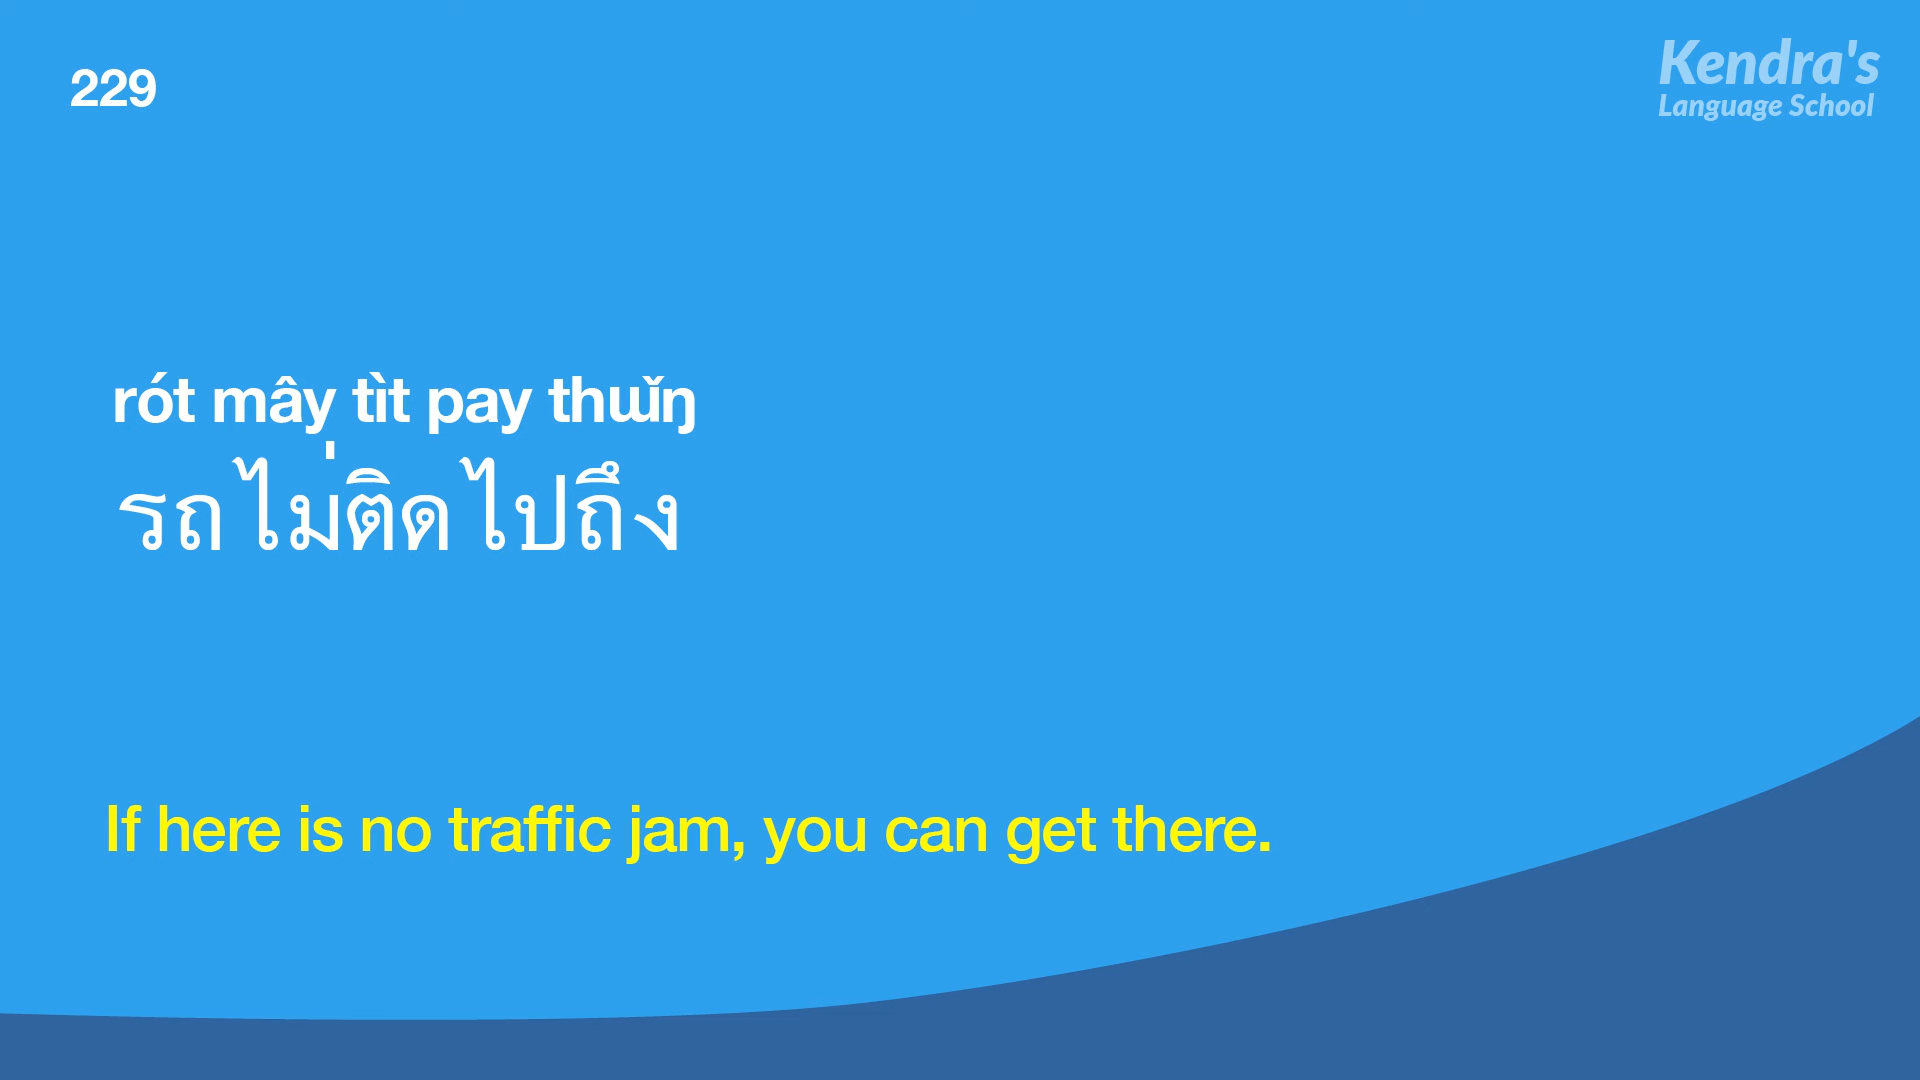 229
Kendra's
Language School
rót mây tìt pay thɯ̌ŋ
รถไม่ติดไปถึง
If here is no traffic jam, you can get there.